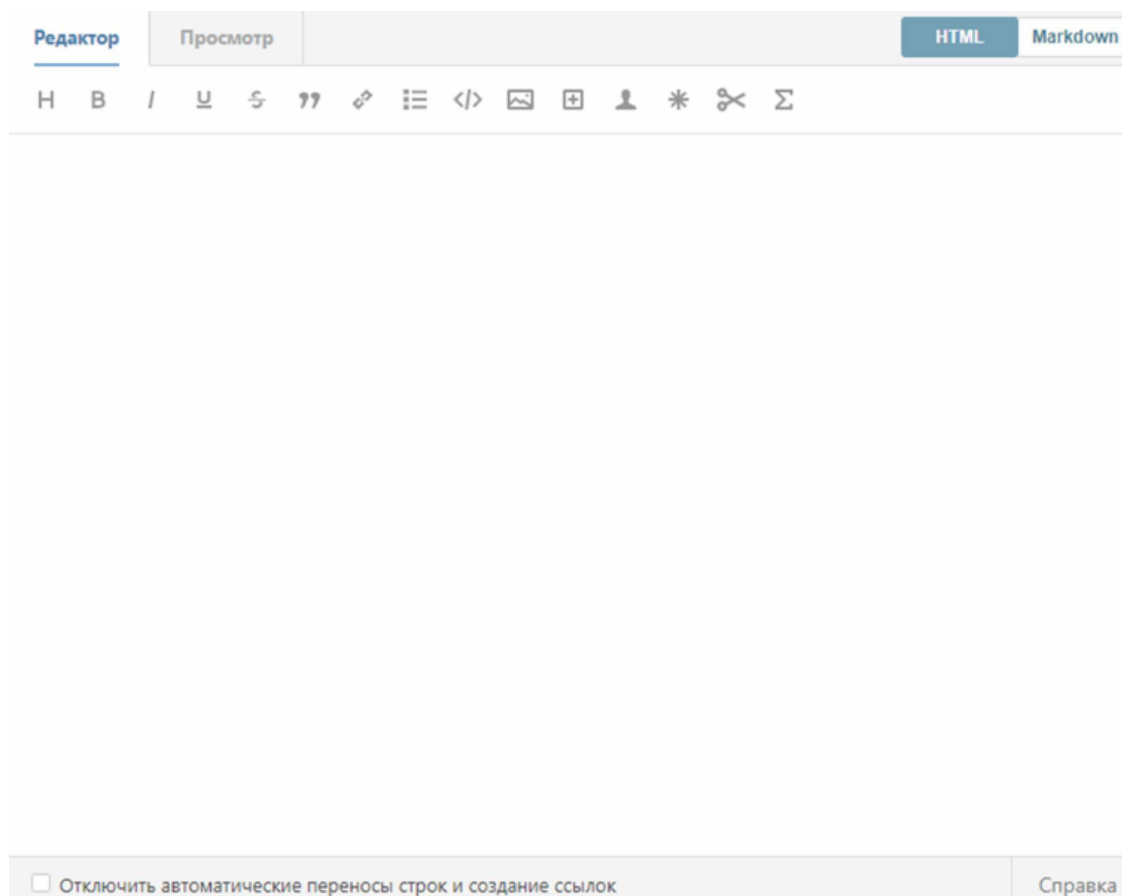 Редактор Просмотр HTML Markdown
H B I U S ❞ </> Σ
Отключить автоматические переносы строк и создание ссылок Справка